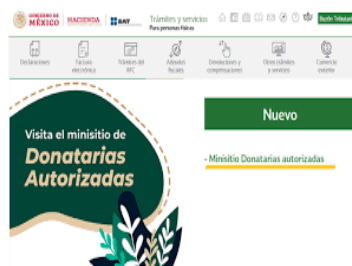 GOBIERNO DE
MÉXICO
HACIENDA
SAT
Trámites y servicios
Para personas físicas
Buzón Tributario
Declaraciones
Factura
electrónica
Trámites del
RFC
Adeudos
fiscales
Devoluciones y
compensaciones
Otros trámites
y servicios
Comercio
exterior
Visita el minisitio de
Donatarias
Autorizadas
Nuevo
- Minisitio Donatarias autorizadas